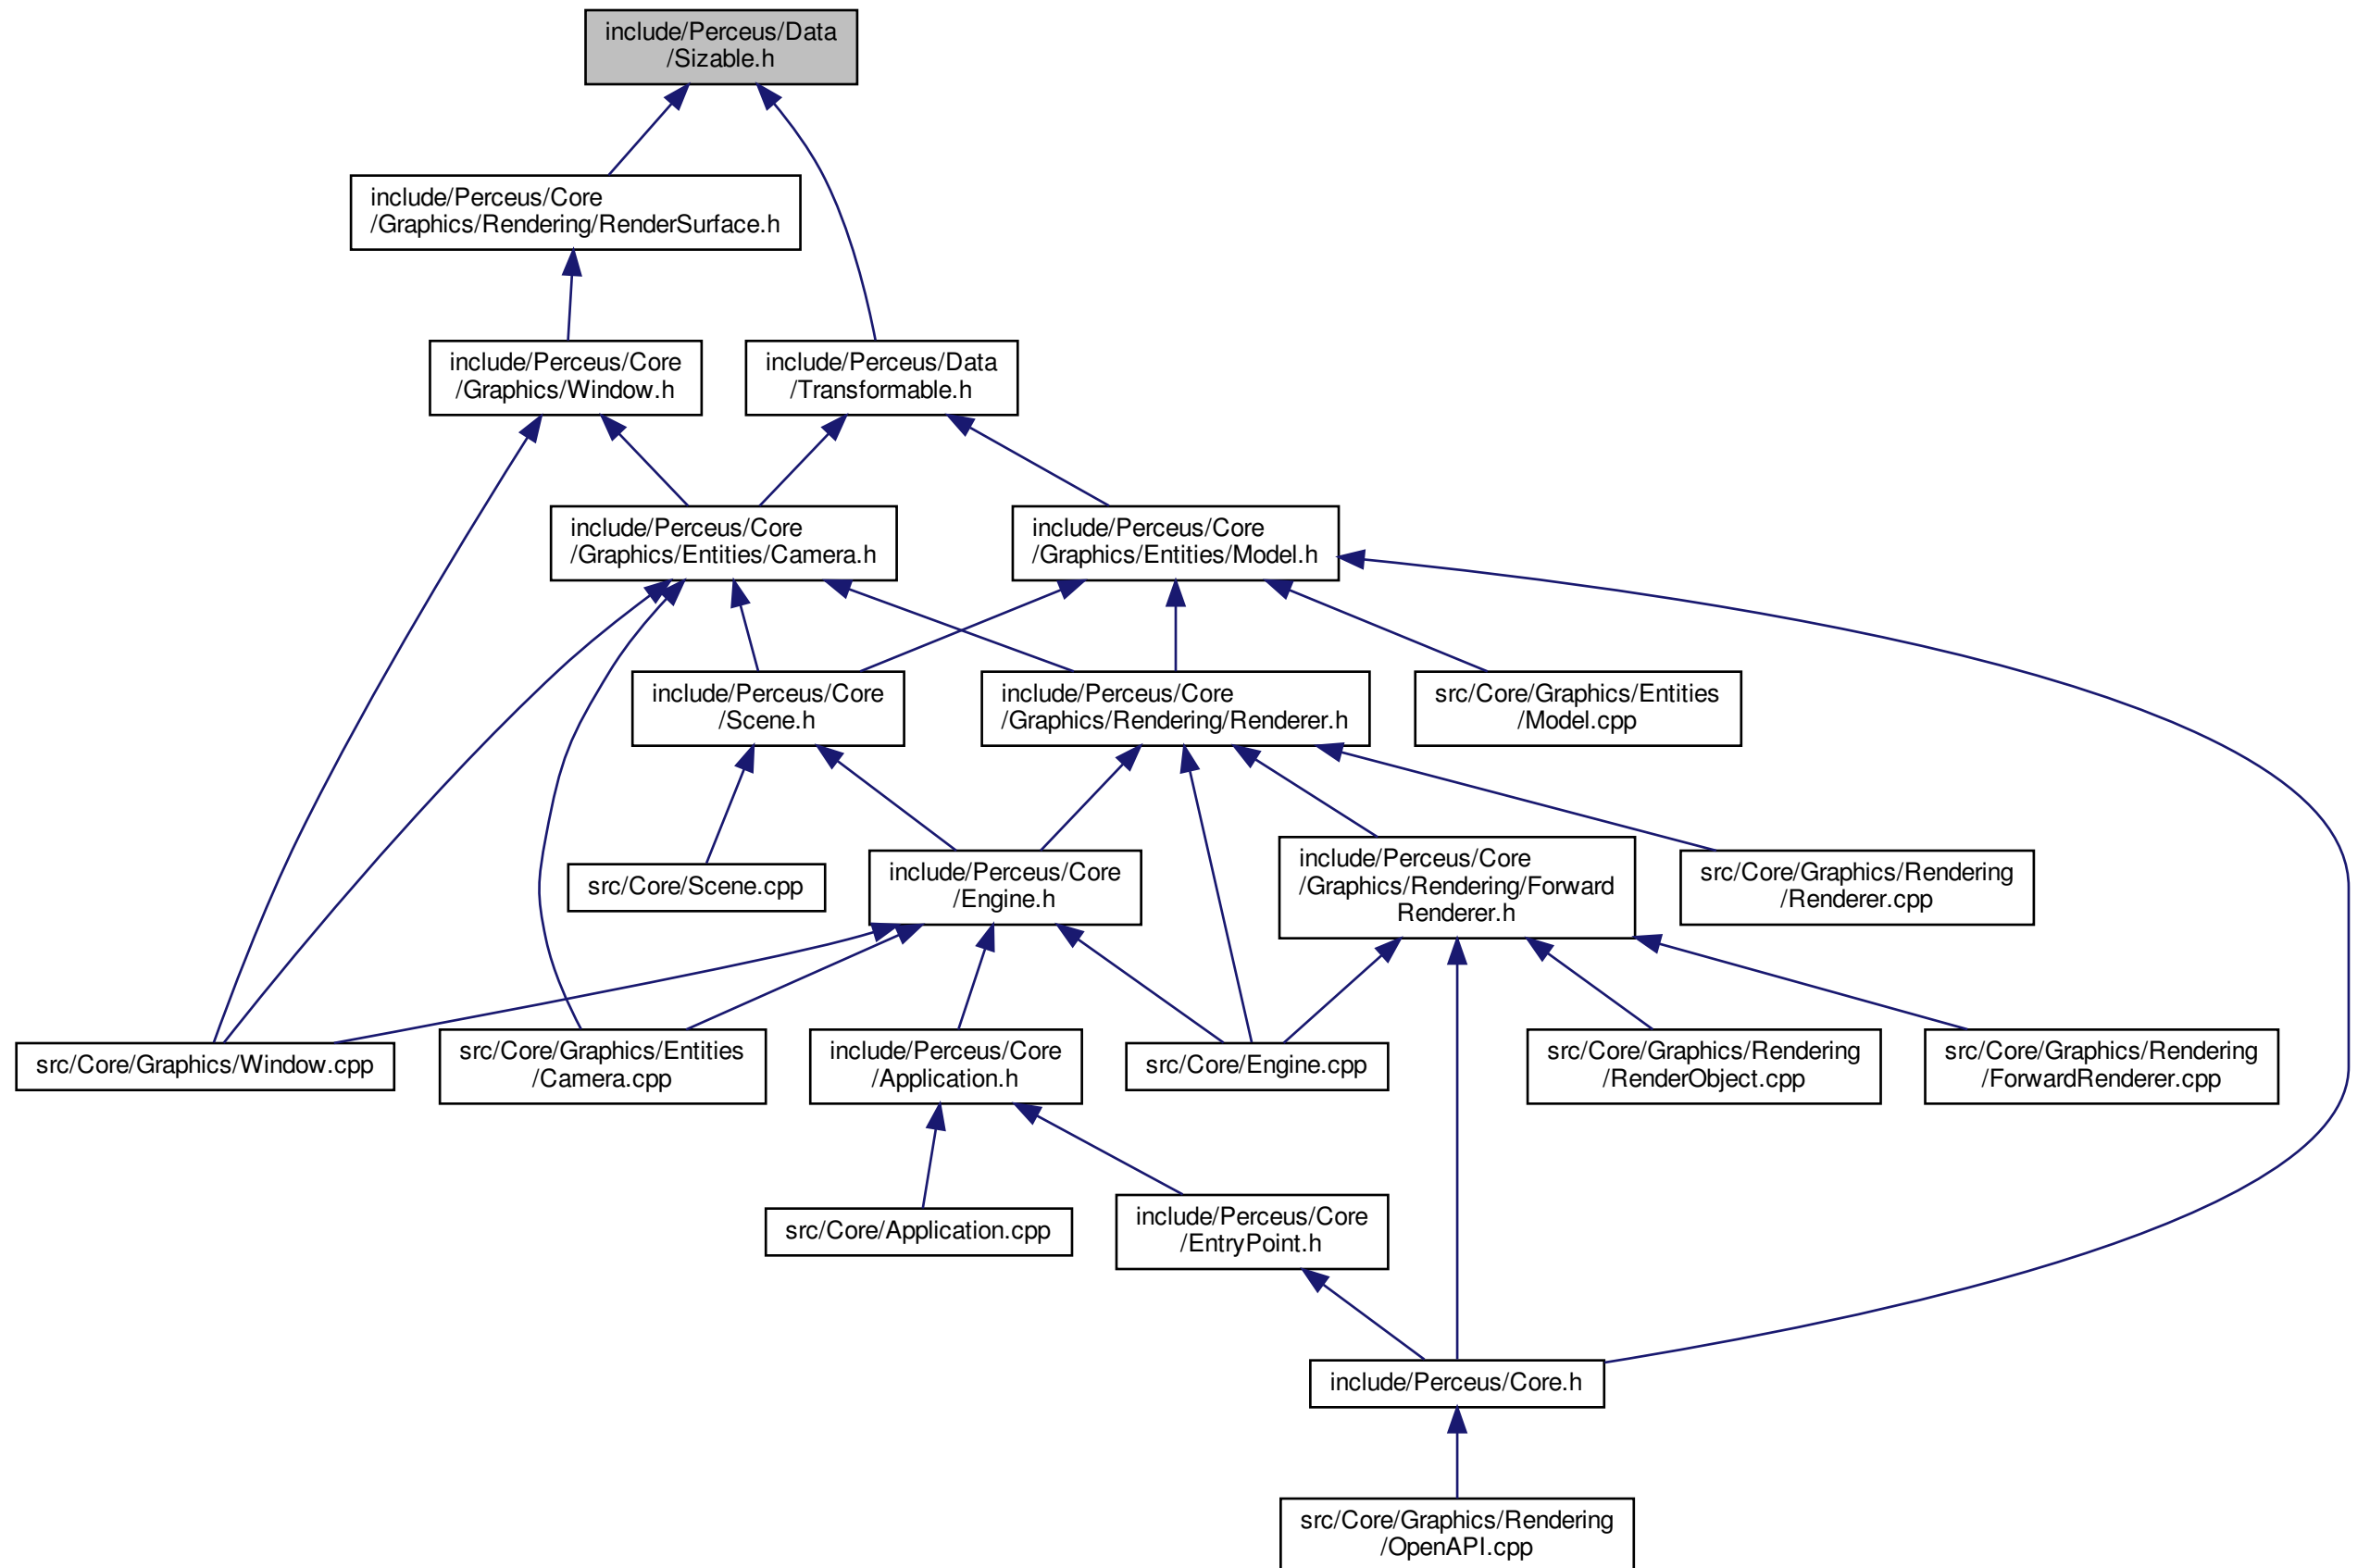 include/Perceus/Data
/Sizable.h
include/Perceus/Core
/Graphics/Rendering/RenderSurface.h
include/Perceus/Core
/Graphics/Window.h
include/Perceus/Data
/Transformable.h
include/Perceus/Core
/Graphics/Entities/Camera.h
include/Perceus/Core
/Graphics/Entities/Model.h
include/Perceus/Core
/Scene.h
include/Perceus/Core
/Graphics/Rendering/Renderer.h
src/Core/Graphics/Entities
/Model.cpp
src/Core/Scene.cpp
include/Perceus/Core
/Engine.h
include/Perceus/Core
/Graphics/Rendering/Forward
Renderer.h
src/Core/Graphics/Rendering
/Renderer.cpp
src/Core/Graphics/Window.cpp
src/Core/Graphics/Entities
/Camera.cpp
include/Perceus/Core
/Application.h
src/Core/Engine.cpp
src/Core/Graphics/Rendering
/RenderObject.cpp
src/Core/Graphics/Rendering
/ForwardRenderer.cpp
src/Core/Application.cpp
include/Perceus/Core
/EntryPoint.h
include/Perceus/Core.h
src/Core/Graphics/Rendering
/OpenAPI.cpp